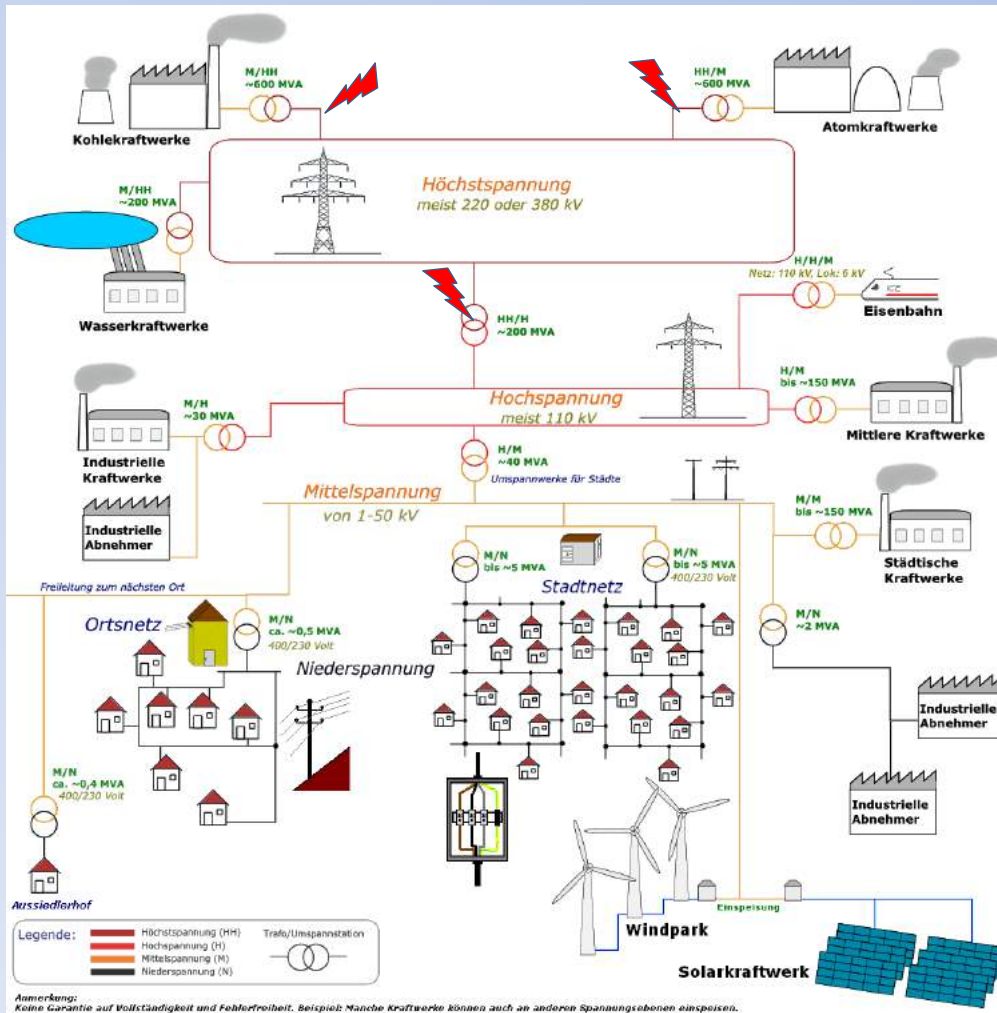 M/HH
~600 MVA
Kohlekraftwerke
HH/M
~600 MVA
Atomkraftwerke
Höchstspannung
meist 220 oder 380 kV
M/HH
~200 MVA
Wasserkraftwerke
H/H/M
Netz: 110 kV, Lok: 6 kV
ICE
Eisenbahn
HH/H
~200 MVA
Hochspannung
meist 110 kV
M/H
~30 MVA
Industrielle
Kraftwerke
H/M
bis ~150 MVA
Mittlere Kraftwerke
H/M
~40 MVA
Umspannwerke für Städte
Industrielle
Abnehmer
Mittelspannung
von 1-50 kV
M/M
bis ~150 MVA
Städtische
Kraftwerke
M/N
bis ~5 MVA
M/N
bis ~5 MVA
400/230 Volt
Stadtnetz
Freileitung zum nächsten Ort
Ortsnetz
M/N
ca. ~0,5 MVA
400/230 Volt
Niederspannung
M/N
~2 MVA
Industrielle
Abnehmer
Industrielle
Abnehmer
M/N
ca. ~0,4 MVA
400/230 Volt
Aussiedlerhof
Einspeisung
Windpark
Solarkraftwerk
Legende:
Höchstspannung (HH)
Hochspannung (H)
Mittelspannung (M)
Niederspannung (N)
Trafo/Umspannstation
Anmerkung:
Keine Garantie auf Vollständigkeit und Fehlerfreiheit. Beispiel: Manche Kraftwerke können auch an anderen Spannungsebenen einspeisen.